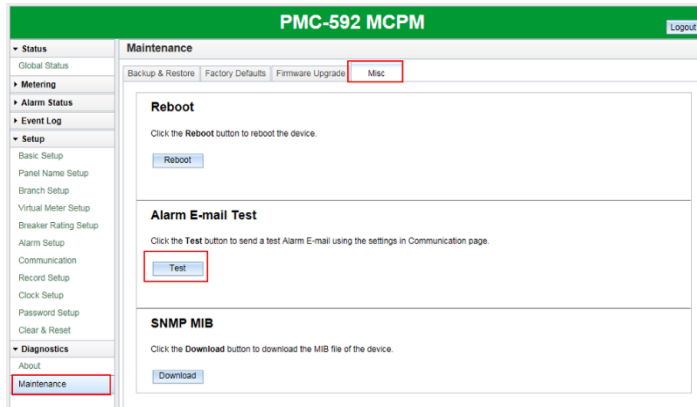 PMC-592 MCPM
Logout
Status
Global Status
Metering
Alarm Status
Event Log
Setup
Basic Setup
Panel Name Setup
Branch Setup
Virtual Meter Setup
Breaker Rating Setup
Alarm Setup
Communication
Record Setup
Clock Setup
Password Setup
Clear & Reset
Diagnostics
About
Maintenance
Maintenance
Backup & Restore Factory Defaults Firmware Upgrade Misc
Reboot
Click the Reboot button to reboot the device.
Reboot
Alarm E-mail Test
Click the Test button to send a test Alarm E-mail using the settings in Communication page.
Test
SNMP MIB
Click the Download button to download the MIB file of the device.
Download